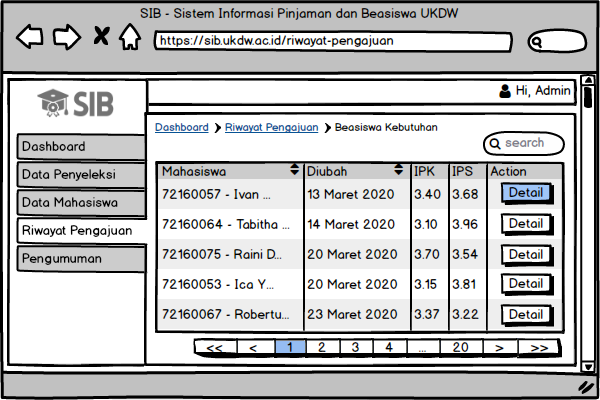 SIB - Sistem Informasi Pinjaman dan Beasiswa UKDW
https://sib.ukdw.ac.id/riwayat-pengajuan
SIB
Hi, Admin
Dashboard
Data Penyeleksi
Data Mahasiswa
Riwayat Pengajuan
Pengumuman
Dashboard Riwayat Pengajuan Beasiswa Kebutuhan
search
Mahasiswa Diubah IPK IPS Action
72160057 - Ivan ... 13 Maret 2020 3.40 3.68 Detail
72160064 - Tabitha ... 14 Maret 2020 3.10 3.96 Detail
72160075 - Raini D... 20 Maret 2020 3.70 3.54 Detail
72160053 - Ica Y... 20 Maret 2020 3.15 3.81 Detail
72160067 - Robertu... 23 Maret 2020 3.37 3.22 Detail
<< < 1 2 3 4 ... 20 > >>